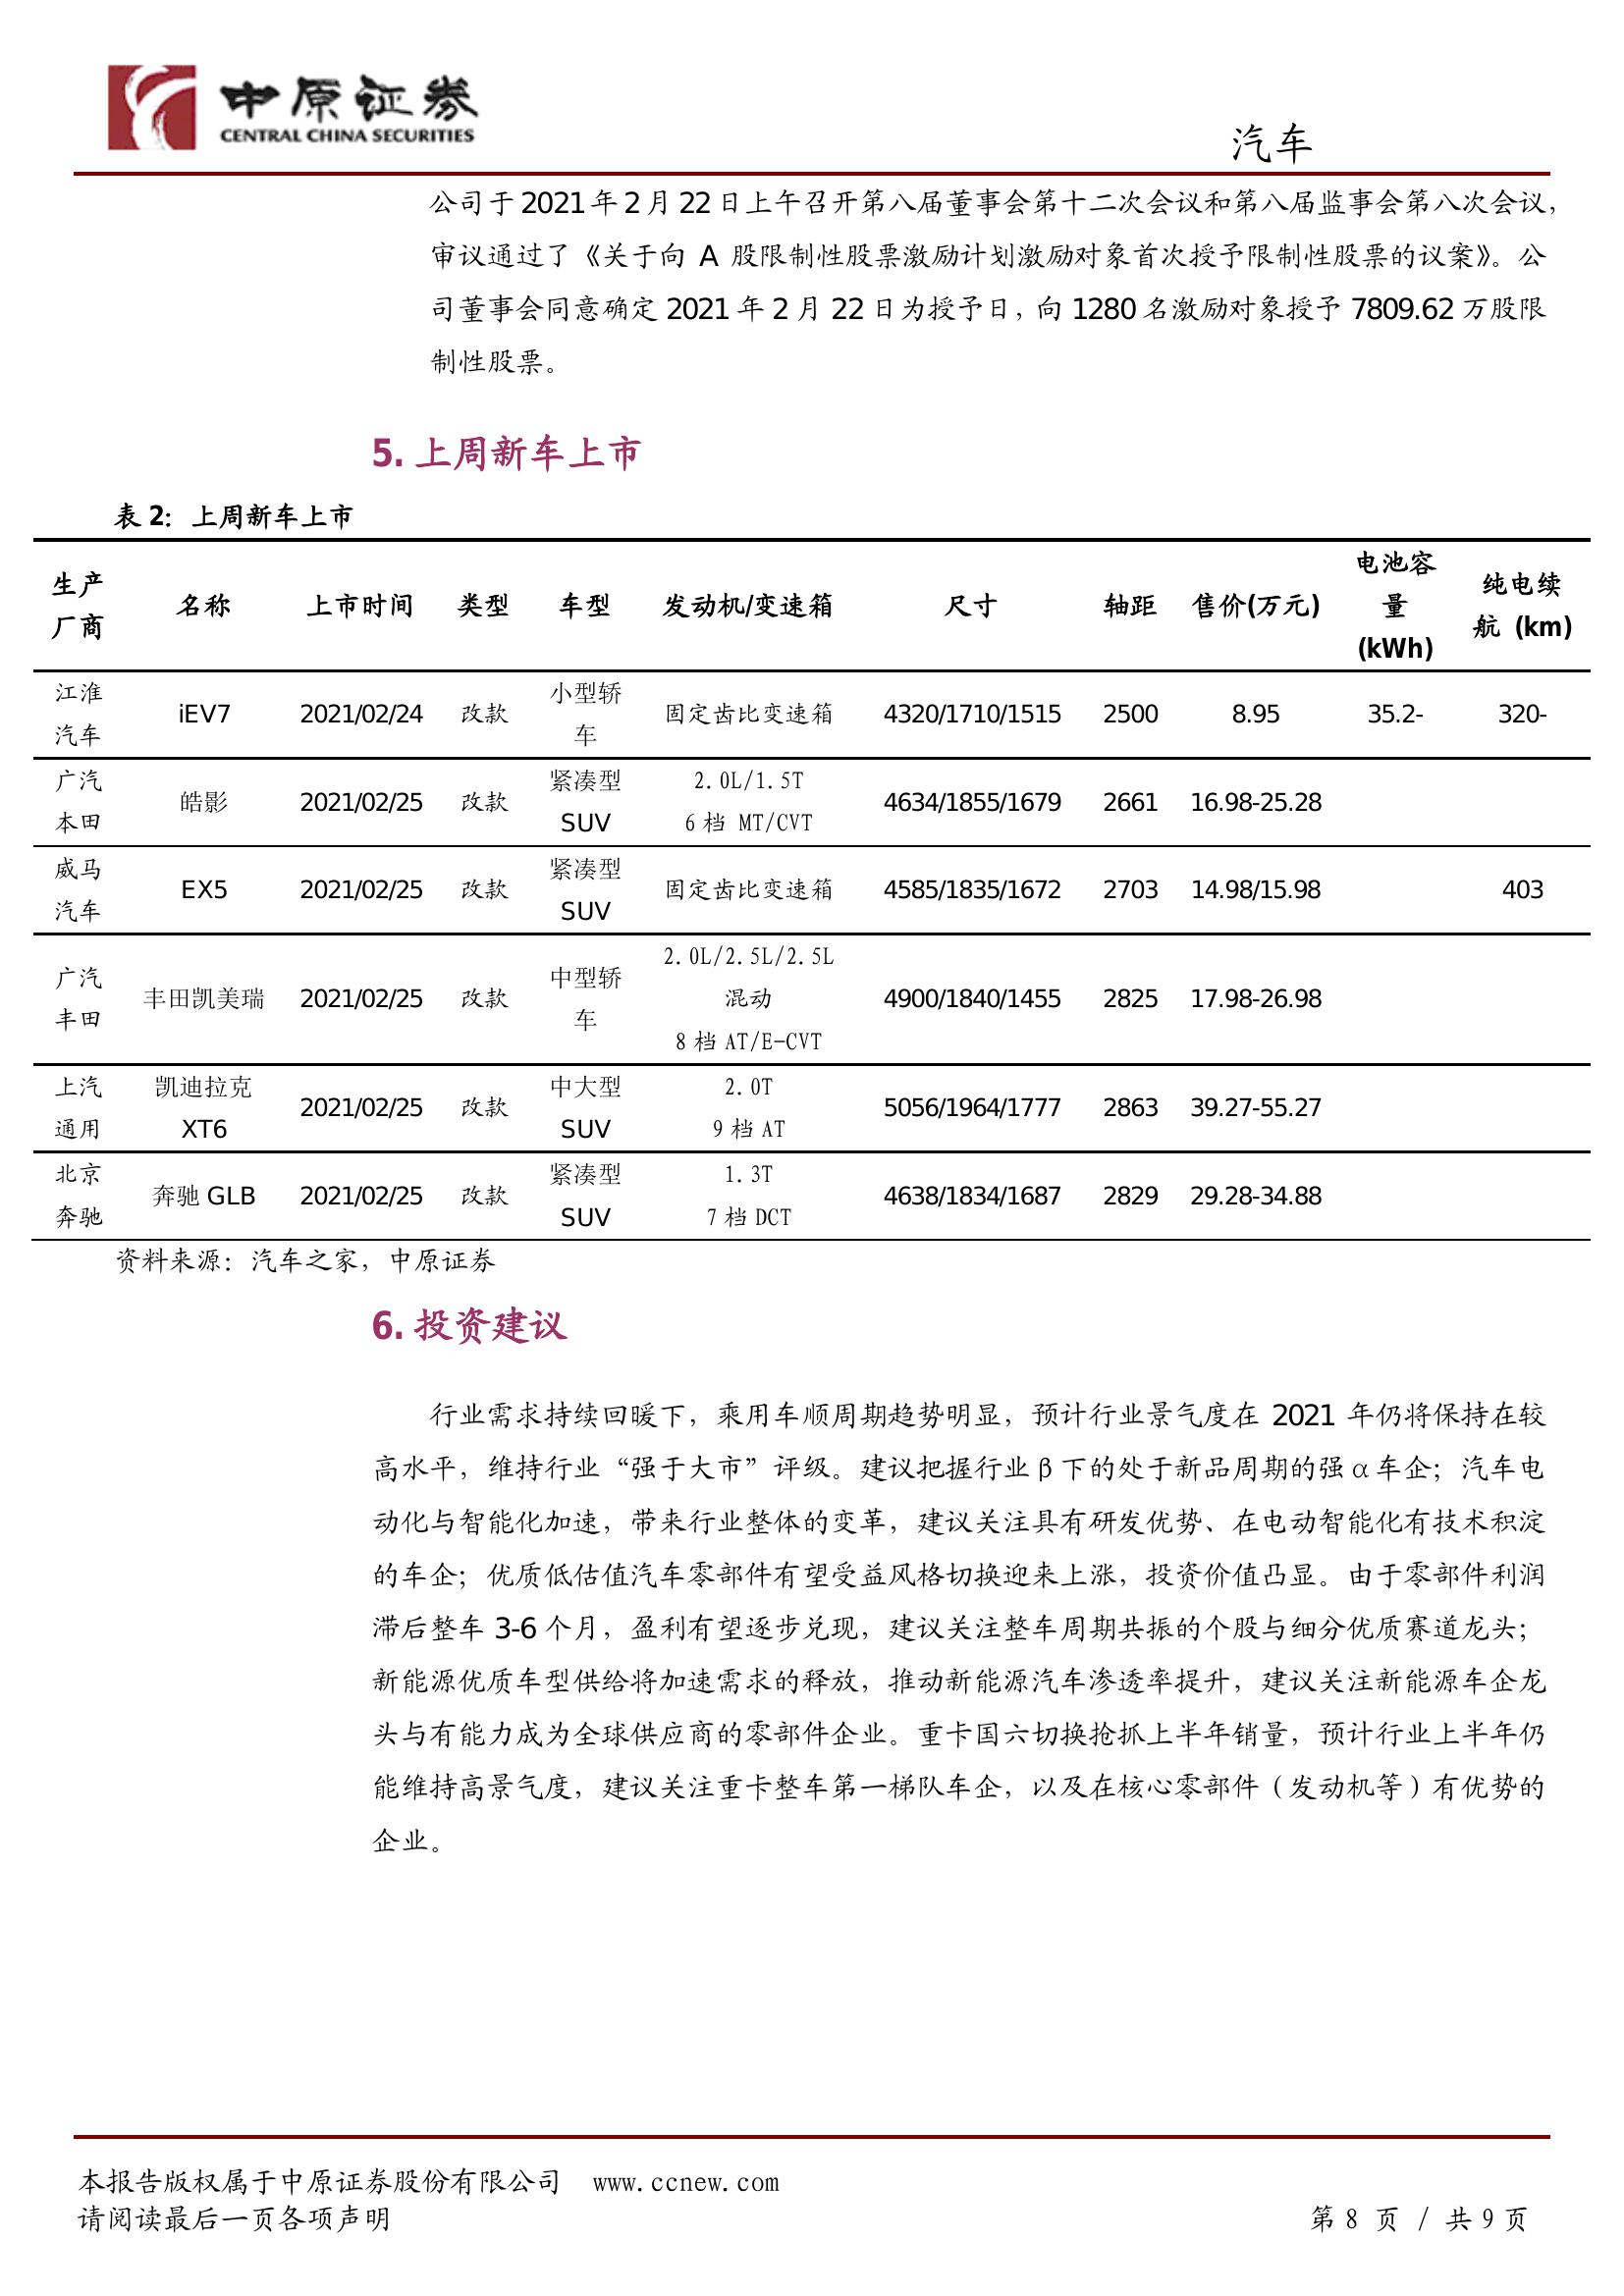 中原证券
CENTRAL CHINA SECURITIES
汽车
公司于 2021 年 2 月 22 日上午召开第八届董事会第十二次会议和第八届监事会第八次会议，
审议通过了《关于向 A 股限制性股票激励计划激励对象首次授予限制性股票的议案》。公
司董事会同意确定 2021 年 2 月 22 日为授予日，向 1280 名激励对象授予 7809.62 万股限
制性股票。
5. 上周新车上市
表 2：上周新车上市
生产厂商 名称 上市时间 类型 车型 发动机/变速箱 尺寸 轴距 售价(万元) 电池容量(kWh) 纯电续航 (km)
江淮汽车 iEV7 2021/02/24 改款 小型轿车 固定齿比变速箱 4320/1710/1515 2500 8.95 35.2- 320-
广汽本田 皓影 2021/02/25 改款 紧凑型SUV 2.0L/1.5T 6 档 MT/CVT 4634/1855/1679 2661 16.98-25.28
威马汽车 EX5 2021/02/25 改款 紧凑型SUV 固定齿比变速箱 4585/1835/1672 2703 14.98/15.98 403
广汽丰田 丰田凯美瑞 2021/02/25 改款 中型轿车 2.0L/2.5L/2.5L混动 8 档 AT/E-CVT 4900/1840/1455 2825 17.98-26.98
上汽通用 凯迪拉克XT6 2021/02/25 改款 中大型SUV 2.0T 9 档 AT 5056/1964/1777 2863 39.27-55.27
北京奔驰 奔驰 GLB 2021/02/25 改款 紧凑型SUV 1.3T 7 档 DCT 4638/1834/1687 2829 29.28-34.88
资料来源：汽车之家，中原证券
6. 投资建议
行业需求持续回暖下，乘用车顺周期趋势明显，预计行业景气度在 2021 年仍将保持在较
高水平，维持行业“强于大市”评级。建议把握行业β下的处于新品周期的强α车企；汽车电
动化与智能化加速，带来行业整体的变革，建议关注具有研发优势、在电动智能化有技术积淀
的车企；优质低估值汽车零部件有望受益风格切换迎来上涨，投资价值凸显。由于零部件利润
滞后整车 3-6 个月，盈利有望逐步兑现，建议关注整车周期共振的个股与细分优质赛道龙头；
新能源优质车型供给将加速需求的释放，推动新能源汽车渗透率提升，建议关注新能源车企龙
头与有能力成为全球供应商的零部件企业。重卡国六切换抢抓上半年销量，预计行业上半年仍
能维持高景气度，建议关注重卡整车第一梯队车企，以及在核心零部件（发动机等）有优势的
企业。
本报告版权属于中原证券股份有限公司 www.ccnew.com
请阅读最后一页各项声明
第 8 页 / 共 9 页